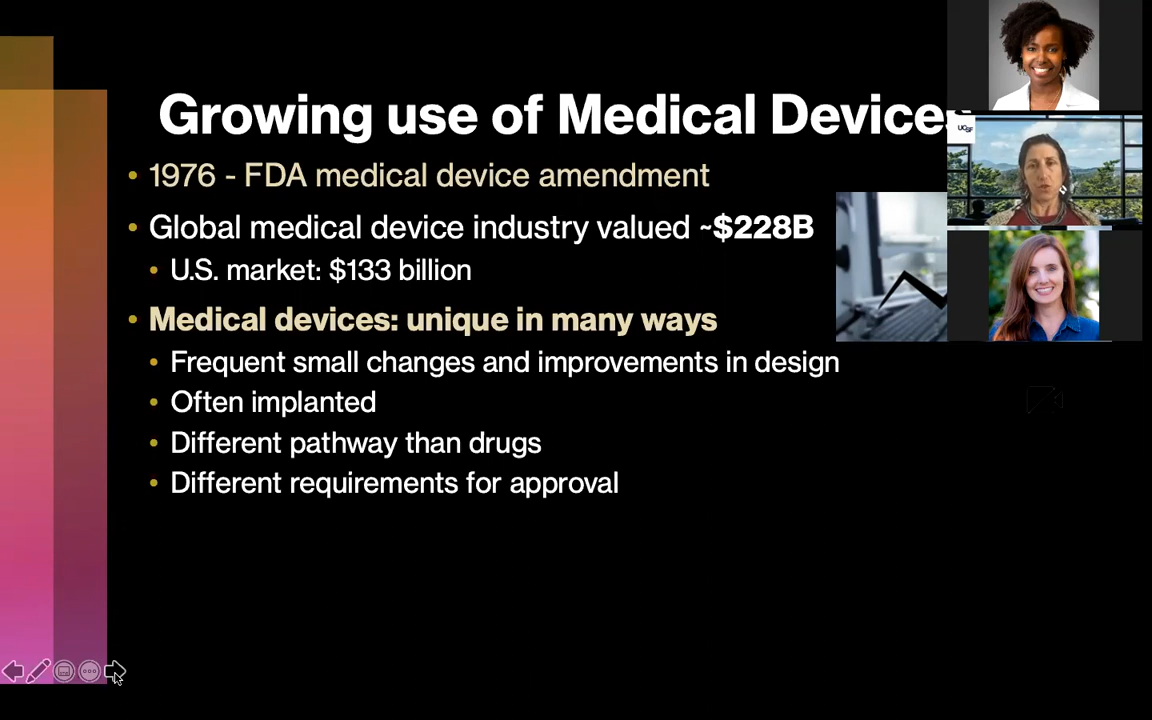 Growing use of Medical Devices
• 1976 - FDA medical device amendment
• Global medical device industry valued ~$228B
• U.S. market: $133 billion
• Medical devices: unique in many ways
• Frequent small changes and improvements in design
• Often implanted
• Different pathway than drugs
• Different requirements for approval
UCSF